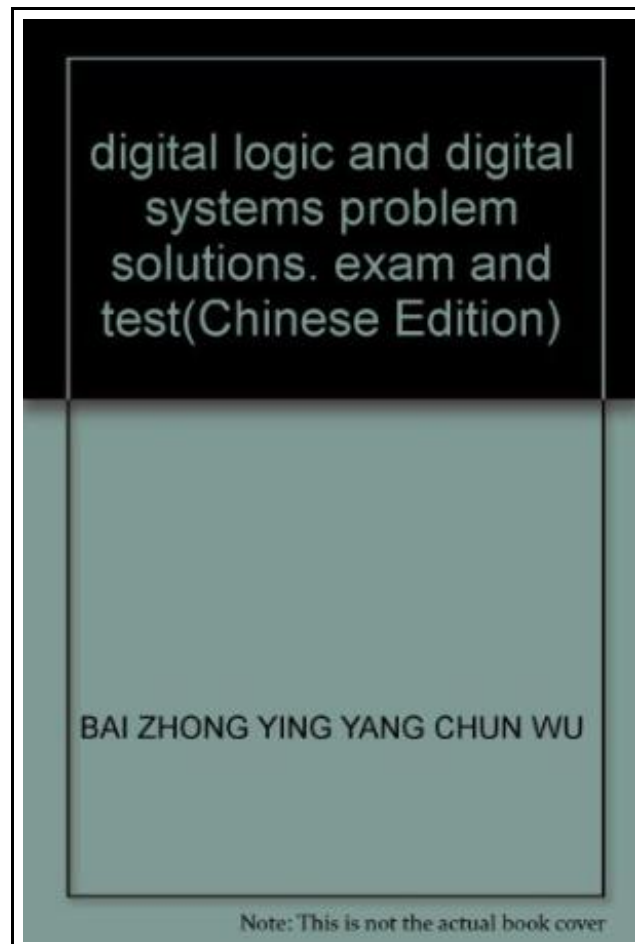 digital logic and digital
systems problem
solutions. exam and
test(Chinese Edition)
BAI ZHONG YING YANG CHUN WU
Note: This is not the actual book cover